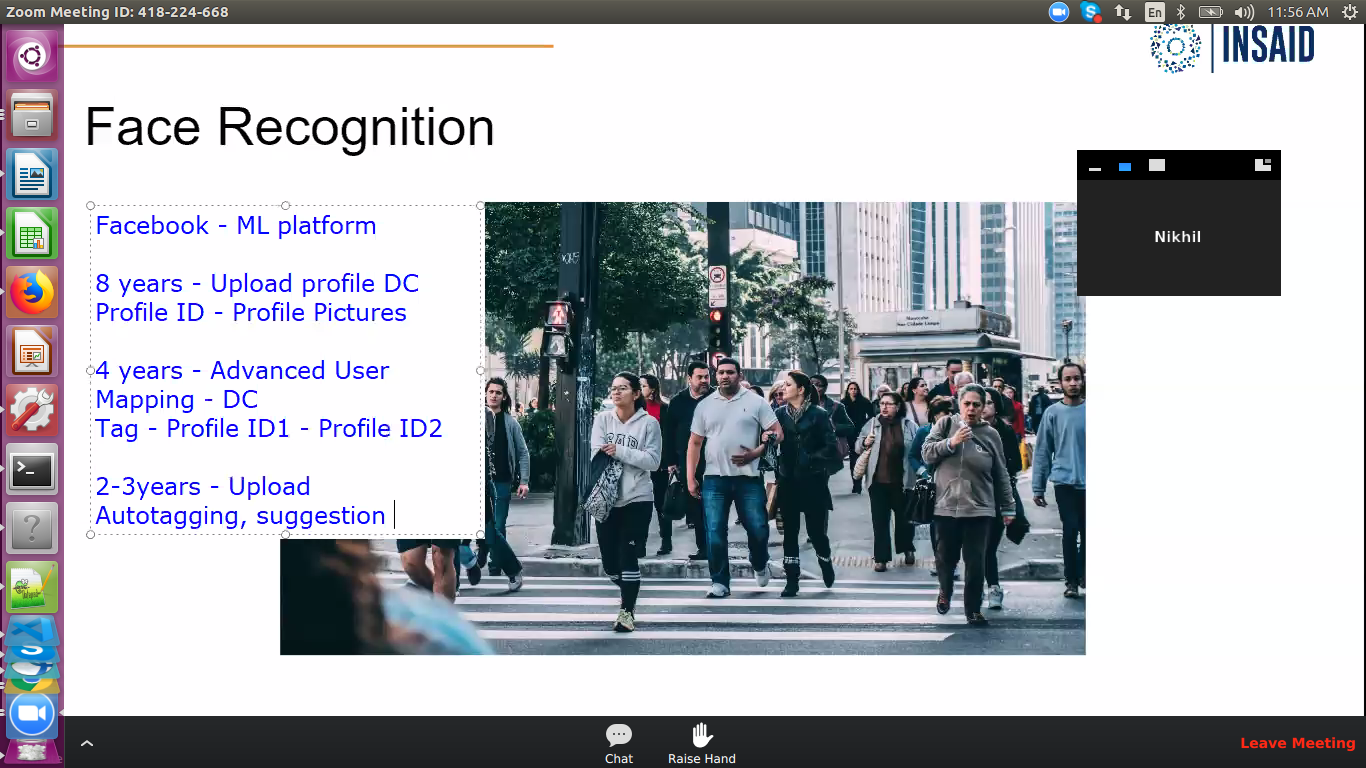 Zoom Meeting ID: 418-224-668
En
11:56 AM
INSAID
Face Recognition
Nikhil
Facebook - ML platform
8 years - Upload profile DC
Profile ID - Profile Pictures
4 years - Advanced User
Mapping - DC
Tag - Profile ID1 - Profile ID2
2-3years - Upload
Autotagging, suggestion
Chat
Raise Hand
Leave Meeting